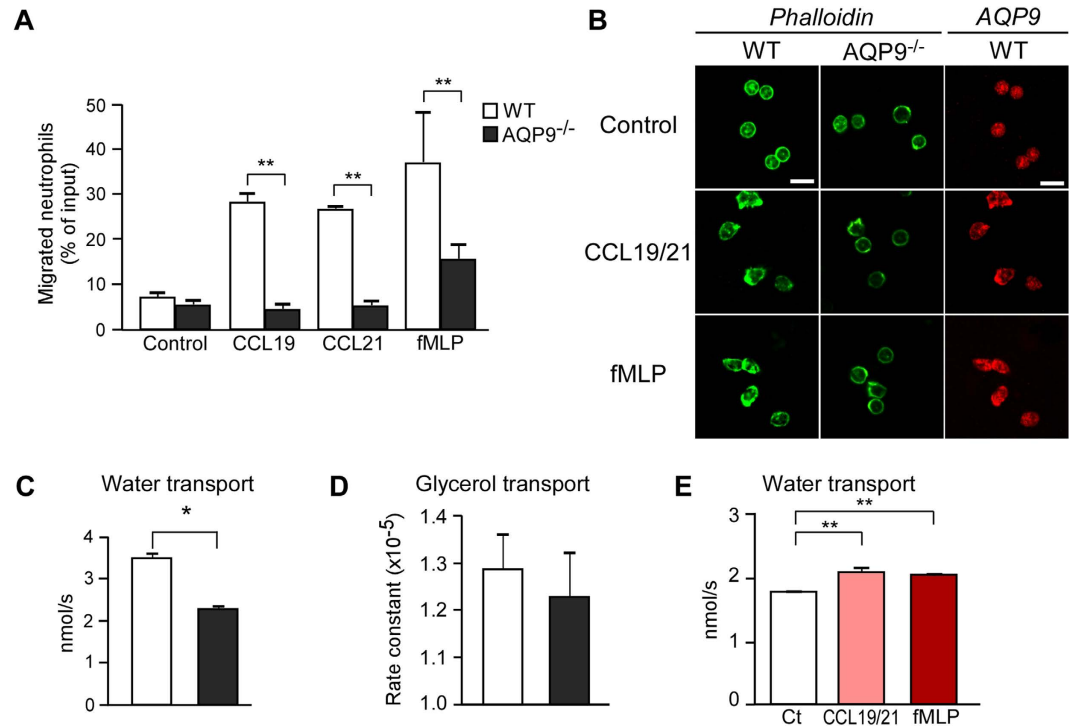 A
Migrated neutrophils
(% of input)
50
40
30
20
10
0
**
**
**
**
WT
AQP9-/-
Control
CCL19
CCL21
fMLP
B
Phalloidin
AQP9
WT
AQP9-/-
WT
Control
CCL19/21
fMLP
C
Water transport
nmol/s
4
3
2
1
0
*
D
Glycerol transport
Rate constant (x10-5)
1.4
1.3
1.2
1.1
1.0
E
Water transport
nmol/s
3
2
1
0
**
**
Ct
CCL19/21
fMLP